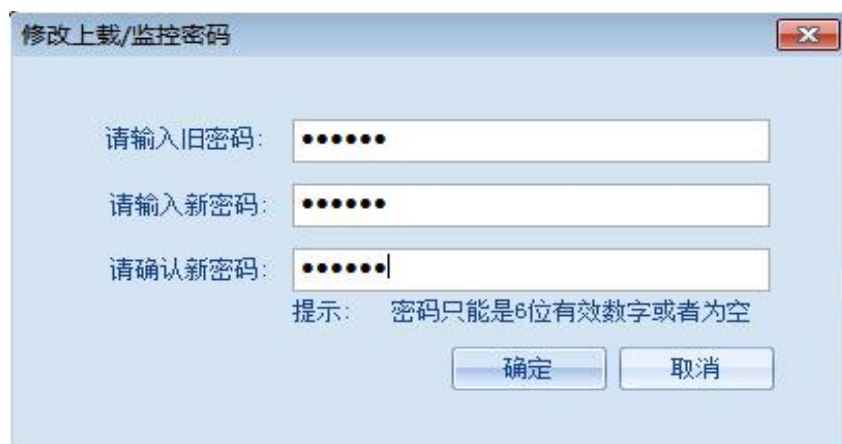 修改上载/监控密码
请输入旧密码: ●●●●●●
请输入新密码: ●●●●●●
请确认新密码: ●●●●●●
提示: 密码只能是6位有效数字或者为空
确定 取消